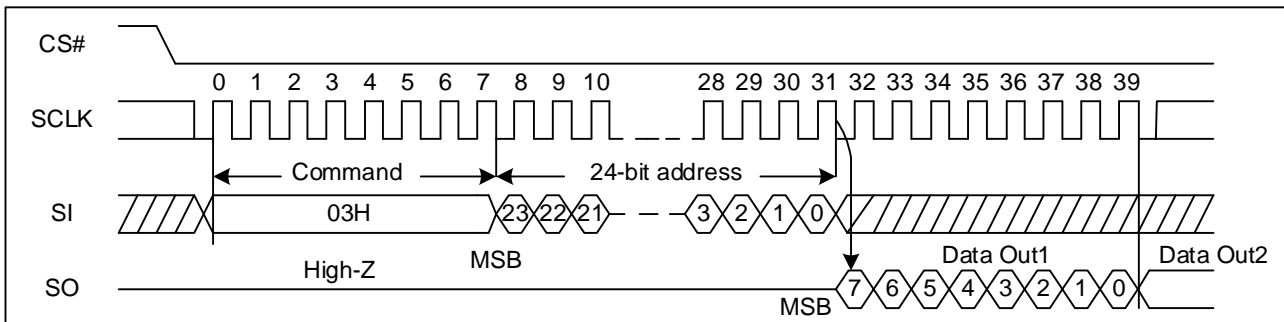 CS#
0 1 2 3 4 5 6 7 8 9 10 28 29 30 31 32 33 34 35 36 37 38 39
SCLK
Command 24-bit address
SI 03H 23 22 21 3 2 1 0
High-Z MSB Data Out1 Data Out2
SO MSB 7 6 5 4 3 2 1 0